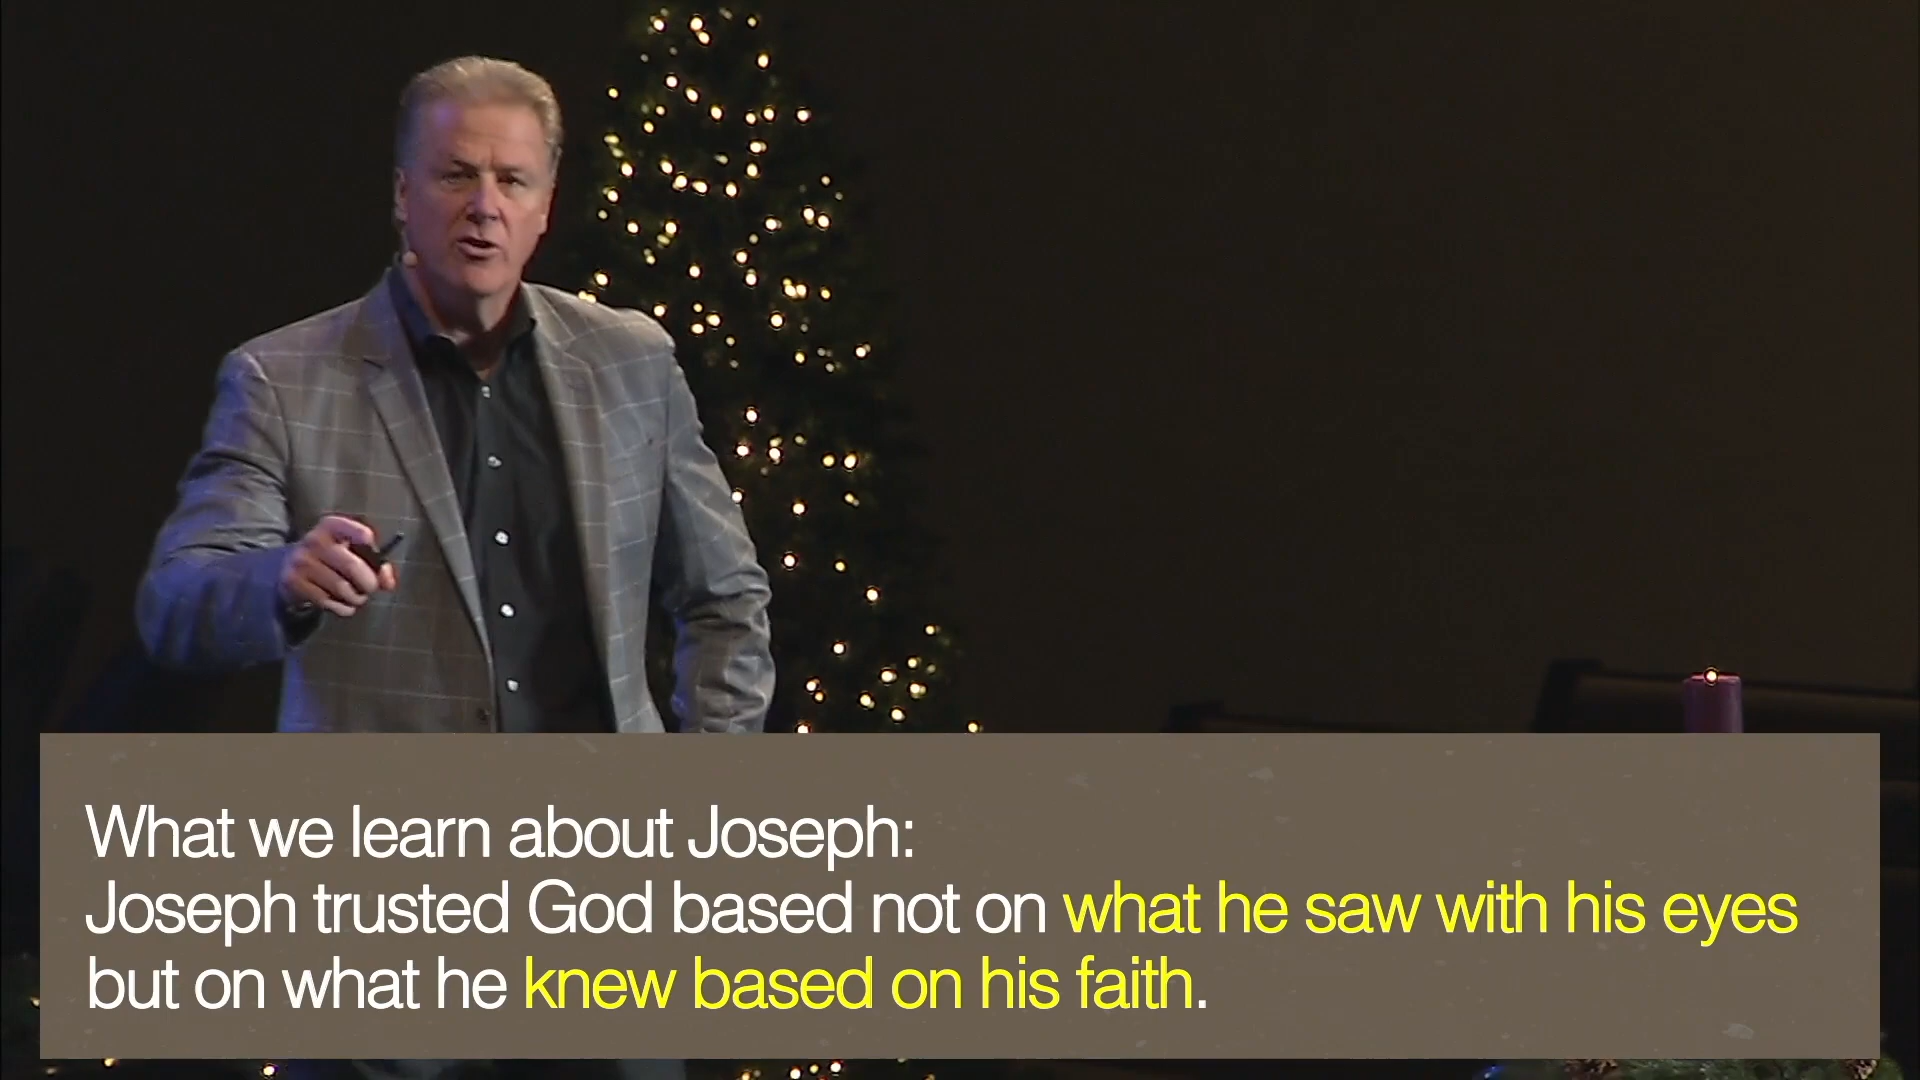 What we learn about Joseph:
Joseph trusted God based not on what he saw with his eyes
but on what he knew based on his faith.